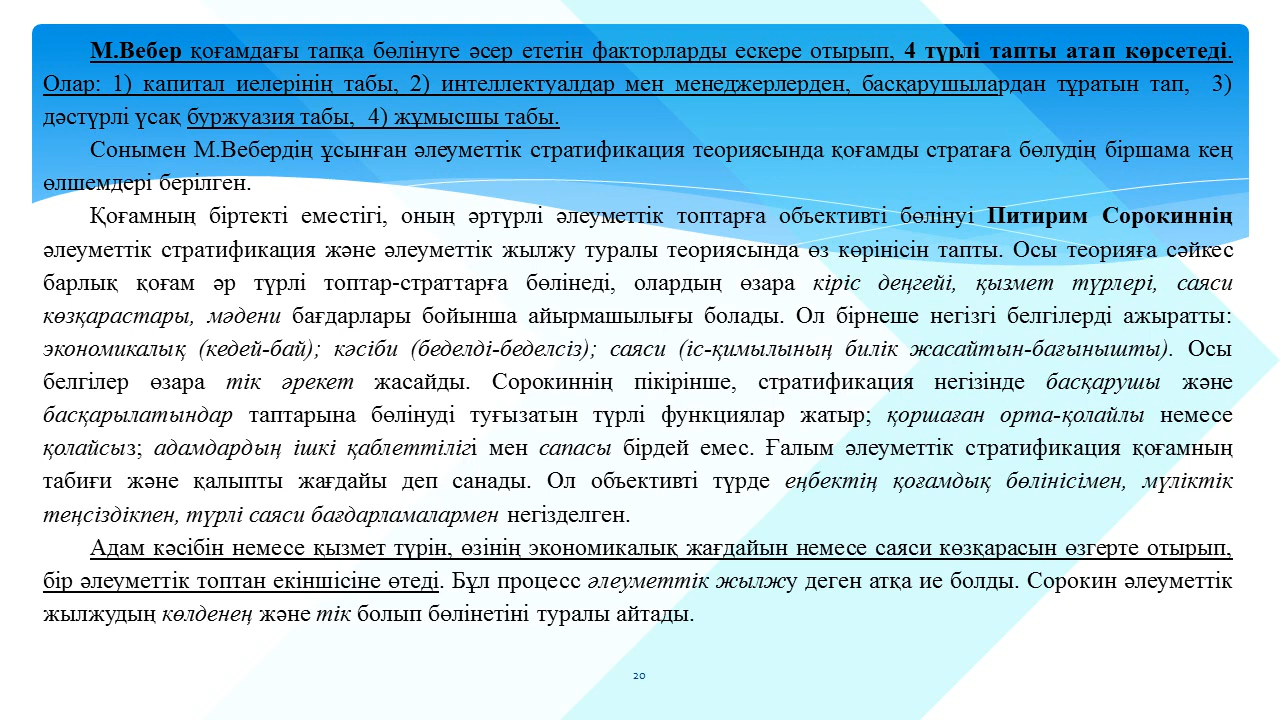 М.Вебер қоғамдағы тапқа бөлінуге әсер ететін факторларды ескере отырып, 4 түрлі тапты атап көрсетеді.
Олар: 1) капитал иелерінің табы, 2) интеллектуалдар мен менеджерлерден, басқарушылардан тұратын тап, 3)
дәстүрлі үсақ буржуазия табы, 4) жұмысшы табы.
Сонымен М.Вебердің ұсынған әлеуметтік стратификация теориясында қоғамды стратаға бөлудің біршама кең
өлшемдері берілген.
Қоғамның біртекті еместігі, оның әртүрлі әлеуметтік топтарға объективті бөлінуі Питирим Сорокиннің
әлеуметтік стратификация және әлеуметтік жылжу туралы теориясында өз көрінісін тапты. Осы теорияға сәйкес
барлық қоғам әр түрлі топтар-страттарға бөлінеді, олардың өзара кіріс деңгейі, қызмет түрлері, саяси
көзқарастары, мәдени бағдарлары бойынша айырмашылығы болады. Ол бірнеше негізгі белгілерді ажыратты:
экономикалық (кедей-бай); кәсіби (беделді-беделсіз); саяси (іс-қимылының билік жасайтын-бағынышты). Осы
белгілер өзара тік әрекет жасайды. Сорокиннің пікірінше, стратификация негізінде басқарушы және
басқарылатындар таптарына бөлінуді туғызатын түрлі функциялар жатыр; қоршаған орта-қолайлы немесе
қолайсыз; адамдардың ішкі қаблеттілігі мен сапасы бірдей емес. Ғалым әлеуметтік стратификация қоғамның
табиғи және қалыпты жағдайы деп санады. Ол объективті түрде еңбектің қоғамдық бөлінісімен, мүліктік
теңсіздікпен, түрлі саяси бағдарламалармен негізделген.
Адам кәсібін немесе қызмет түрін, өзінің экономикалық жағдайын немесе саяси көзқарасын өзгерте отырып,
бір әлеуметтік топтан екіншісіне өтеді. Бұл процесс әлеуметтік жылжу деген атқа ие болды. Сорокин әлеуметтік
жылжудың көлденең және тік болып бөлінетіні туралы айтады.
20